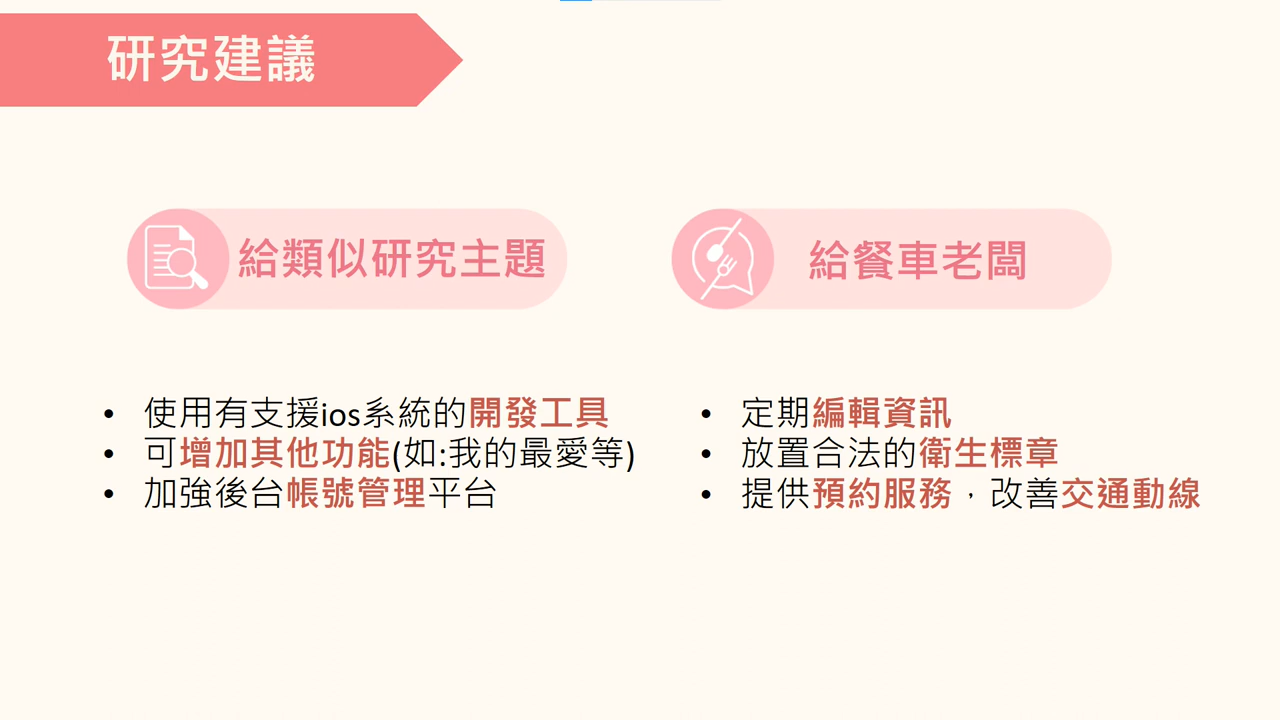 研究建議
給類似研究主題
• 使用有支援ios系統的開發工具
• 可增加其他功能(如:我的最愛等)
• 加強後台帳號管理平台
給餐車老闆
• 定期編輯資訊
• 放置合法的衛生標章
• 提供預約服務，改善交通動線